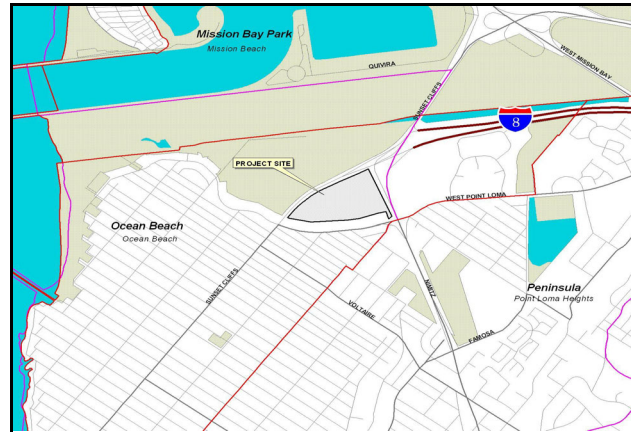 Mission Bay Park
Mission Beach
QUIVIRA
WEST MISSION BAY
SUNSET CLIFFS
8
PROJECT SITE
WEST POINT LOMA
Ocean Beach
Ocean Beach
SUNSET CLIFFS
NIMITZ
Peninsula
Point Loma Heights
VOLTAIRE
FAMOSA